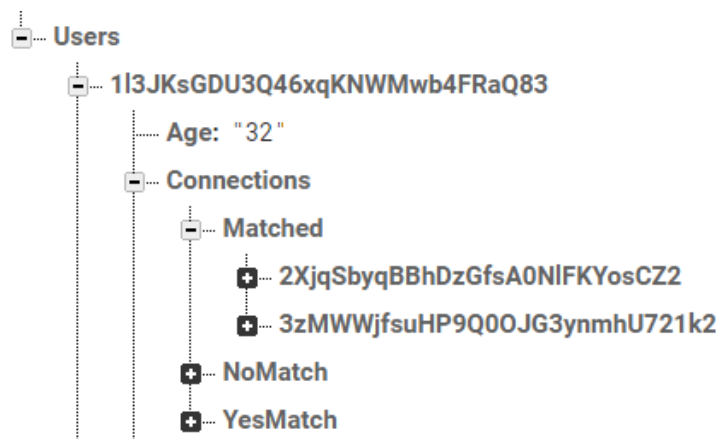 Users
1l3JKsGDU3Q46xqKNWMwb4FRaQ83
Age: "32"
Connections
Matched
2XjqSbyqBBhDzGfsA0NlFKYosCZ2
3zMWWjfsuHP9Q0OJG3ynmhU721k2
NoMatch
YesMatch